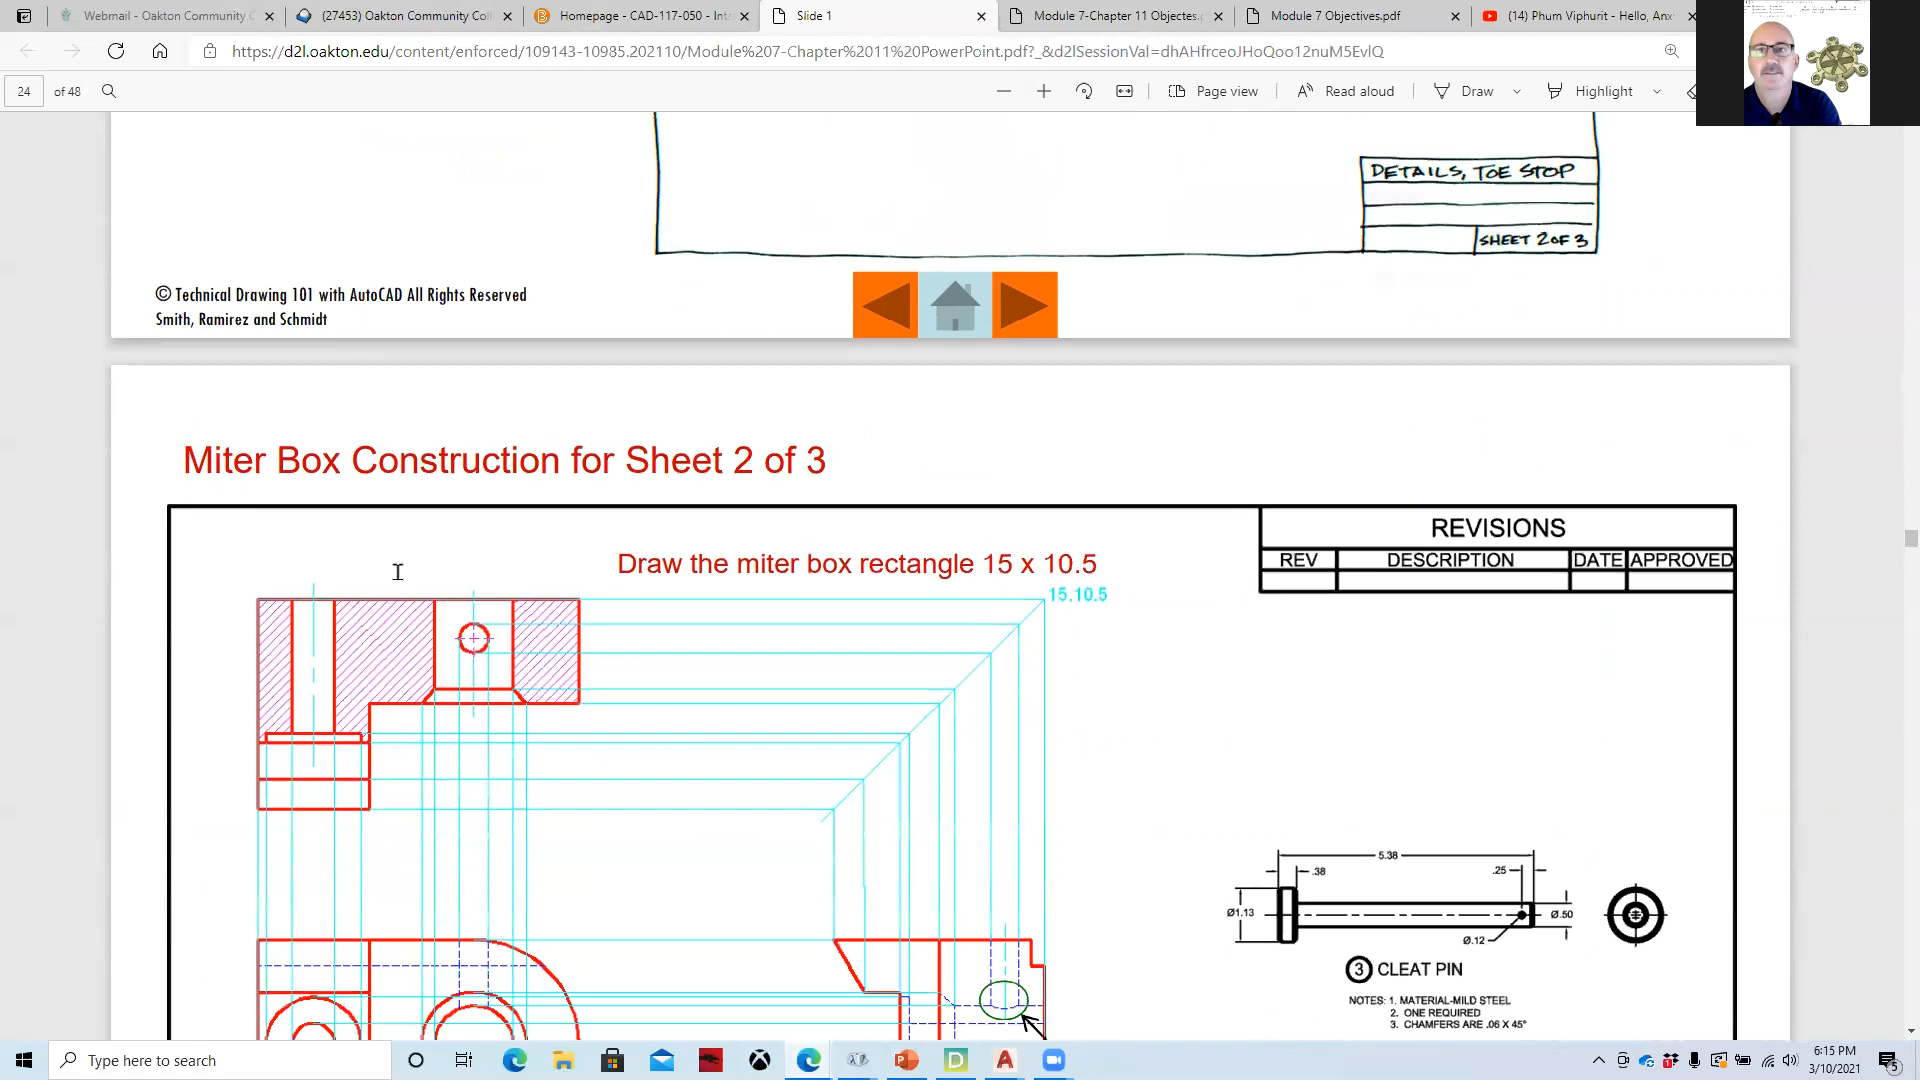 Webmail - Oakton Community C
(27453) Oakton Community Coll
Homepage - CAD-117-050 - Int
Slide 1
Module 7-Chapter 11 Objectes.p
Module 7 Objectives.pdf
(14) Phum Viphurit - Hello, Anx
https://d2l.oakton.edu/content/enforced/109143-10985.202110/Module%207-Chapter%2011%20PowerPoint.pdf?_&d2lSessionVal=dhAHfrceoJHoQoo12nuM5EvlQ
24 of 48
Page view
Read aloud
Draw
Highlight
DETAILS, TOE STOP
SHEET 2 OF 3
© Technical Drawing 101 with AutoCAD All Rights Reserved
Smith, Ramirez and Schmidt
Miter Box Construction for Sheet 2 of 3
REVISIONS
REV DESCRIPTION DATE APPROVED
Draw the miter box rectangle 15 x 10.5
15,10.5
5.38
.38
.25
Ø1.13
Ø.50
Ø.12
3 CLEAT PIN
NOTES: 1. MATERIAL-MILD STEEL
2. ONE REQUIRED
3. CHAMFERS ARE .06 X 45°
Type here to search
6:15 PM
3/10/2021
5